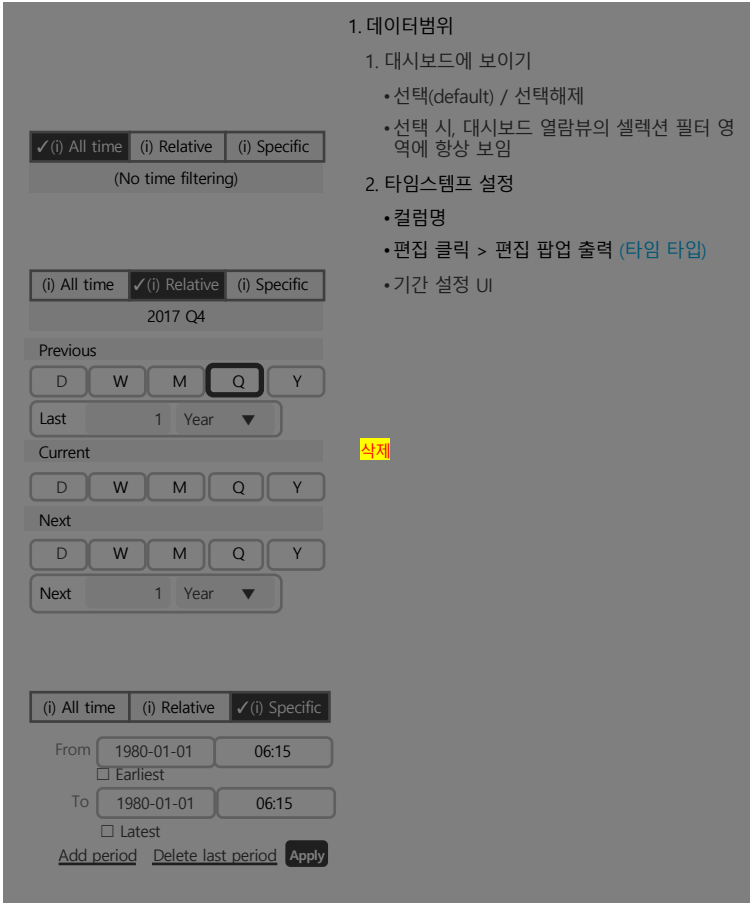 1. 데이터범위
1. 대시보드에 보이기
•선택(default) / 선택해제
•선택 시, 대시보드 열람뷰의 셀렉션 필터 영
역에 항상 보임
2. 타임스템프 설정
•컬럼명
•편집 클릭 > 편집 팝업 출력 (타임 타입)
•기간 설정 UI
삭제
✓(i) All time (i) Relative (i) Specific
(No time filtering)
(i) All time ✓(i) Relative (i) Specific
2017 Q4
Previous
D W M Q Y
Last 1 Year ▼
Current
D W M Q Y
Next
D W M Q Y
Next 1 Year ▼
(i) All time (i) Relative ✓(i) Specific
From 1980-01-01 06:15
☐ Earliest
To 1980-01-01 06:15
☐ Latest
Add period Delete last period Apply